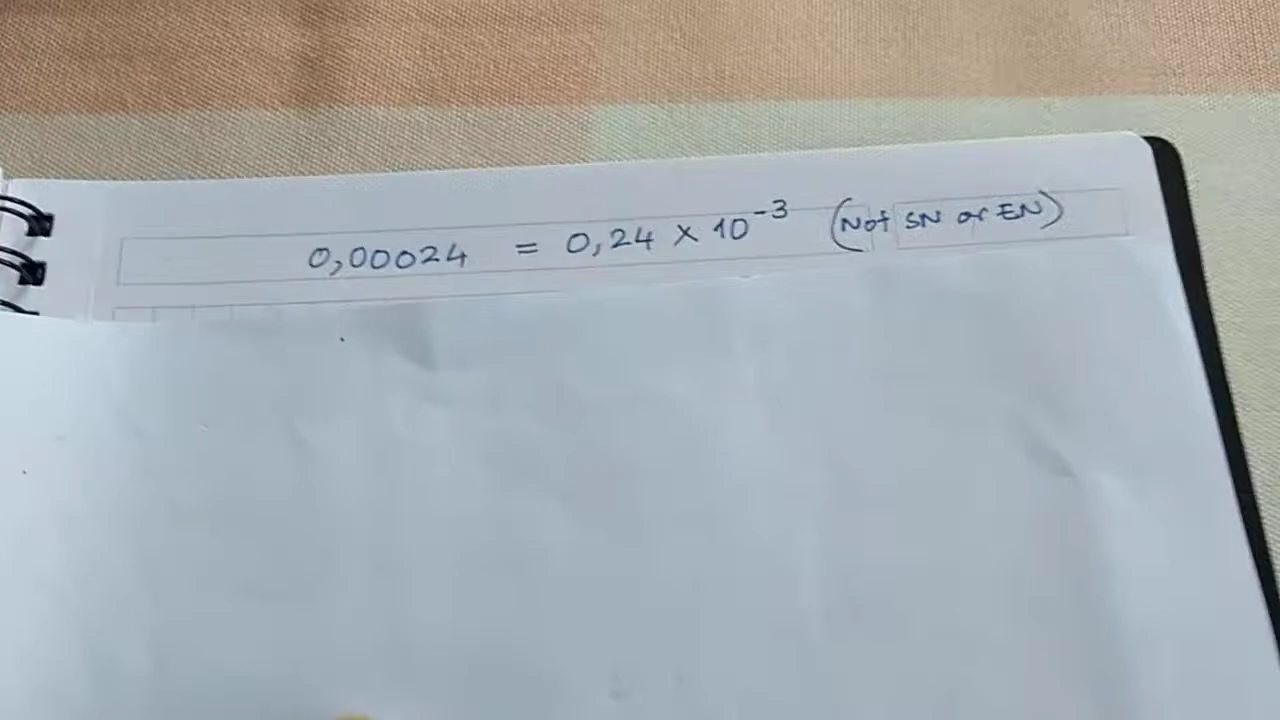 0,00024 = 0,24 × 10⁻³ (Not SN or EN)